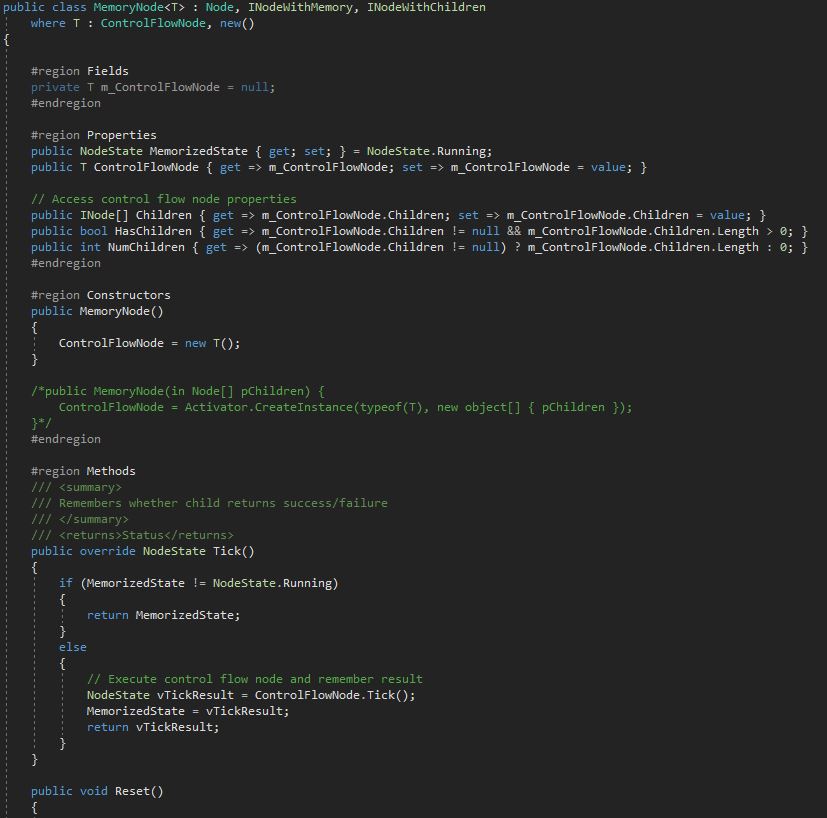 public class MemoryNode<T> : Node, INodeWithMemory, INodeWithChildren
    where T : ControlFlowNode, new()
{

    #region Fields
    private T m_ControlFlowNode = null;
    #endregion

    #region Properties
    public NodeState MemorizedState { get; set; } = NodeState.Running;
    public T ControlFlowNode { get => m_ControlFlowNode; set => m_ControlFlowNode = value; }

    // Access control flow node properties
    public INode[] Children { get => m_ControlFlowNode.Children; set => m_ControlFlowNode.Children = value; }
    public bool HasChildren { get => m_ControlFlowNode.Children != null && m_ControlFlowNode.Children.Length > 0; }
    public int NumChildren { get => (m_ControlFlowNode.Children != null) ? m_ControlFlowNode.Children.Length : 0; }
    #endregion

    #region Constructors
    public MemoryNode()
    {
        ControlFlowNode = new T();
    }

    /*public MemoryNode(in Node[] pChildren) {
        ControlFlowNode = Activator.CreateInstance(typeof(T), new object[] { pChildren });
    }*/
    #endregion

    #region Methods
    /// <summary>
    /// Remembers whether child returns success/failure
    /// </summary>
    /// <returns>Status</returns>
    public override NodeState Tick()
    {
        if (MemorizedState != NodeState.Running)
        {
            return MemorizedState;
        }
        else
        {
            // Execute control flow node and remember result
            NodeState vTickResult = ControlFlowNode.Tick();
            MemorizedState = vTickResult;
            return vTickResult;
        }
    }

    public void Reset()
    {